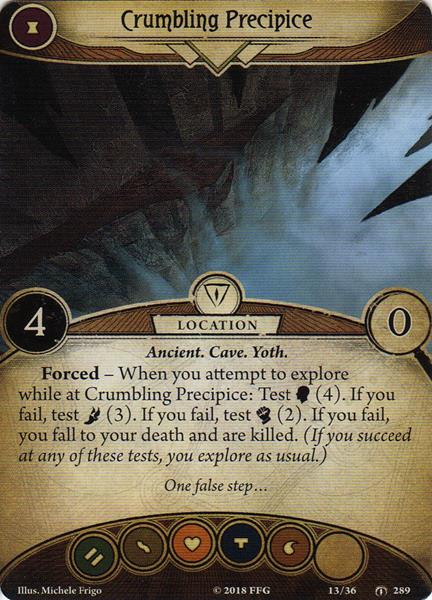 Crumbling Precipice
4
LOCATION
0
Ancient. Cave. Yoth.
Forced – When you attempt to explore
while at Crumbling Precipice: Test (4). If you
fail, test (3). If you fail, test (2). If you fail,
you fall to your death and are killed. (If you succeed
at any of these tests, you explore as usual.)
One false step…
Illus. Michele Frigo © 2018 FFG 13/36 289